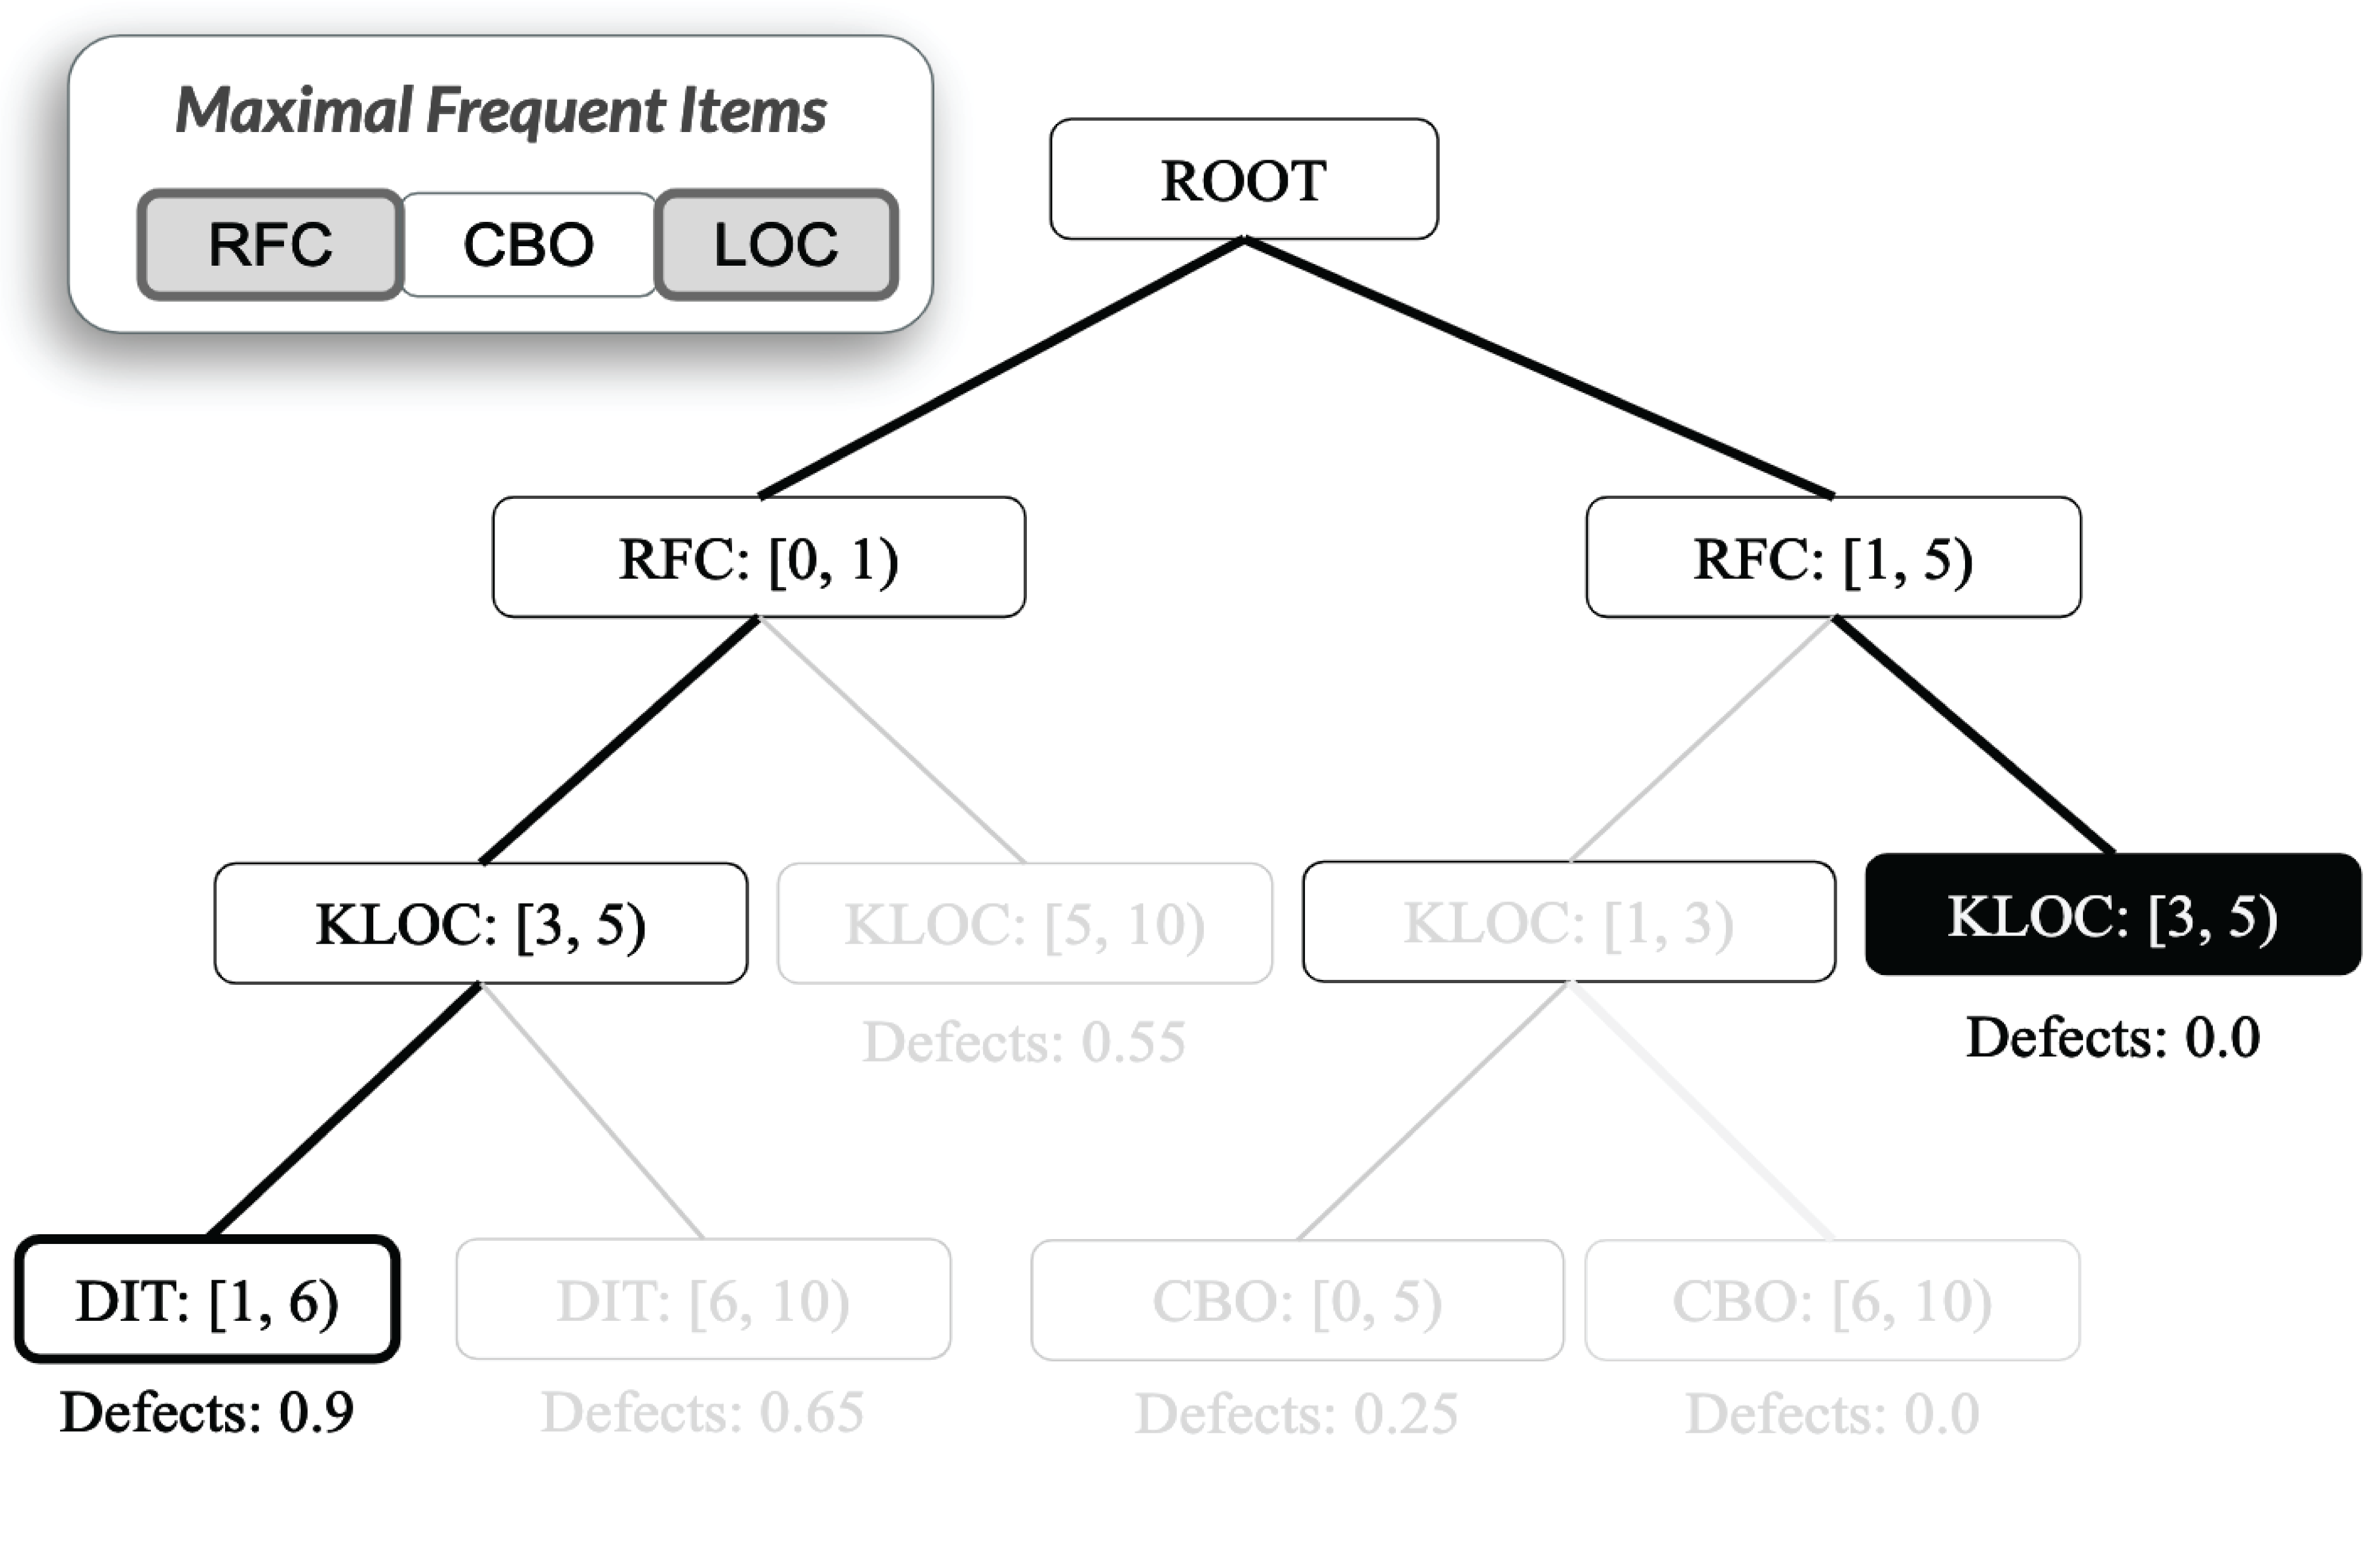 Maximal Frequent Items
RFC CBO LOC
ROOT
RFC: [0, 1)
RFC: [1, 5)
KLOC: [3, 5)
KLOC: [5, 10)
KLOC: [1, 3)
KLOC: [3, 5)
Defects: 0.55
Defects: 0.0
DIT: [1, 6)
DIT: [6, 10)
CBO: [0, 5)
CBO: [6, 10)
Defects: 0.9
Defects: 0.65
Defects: 0.25
Defects: 0.0